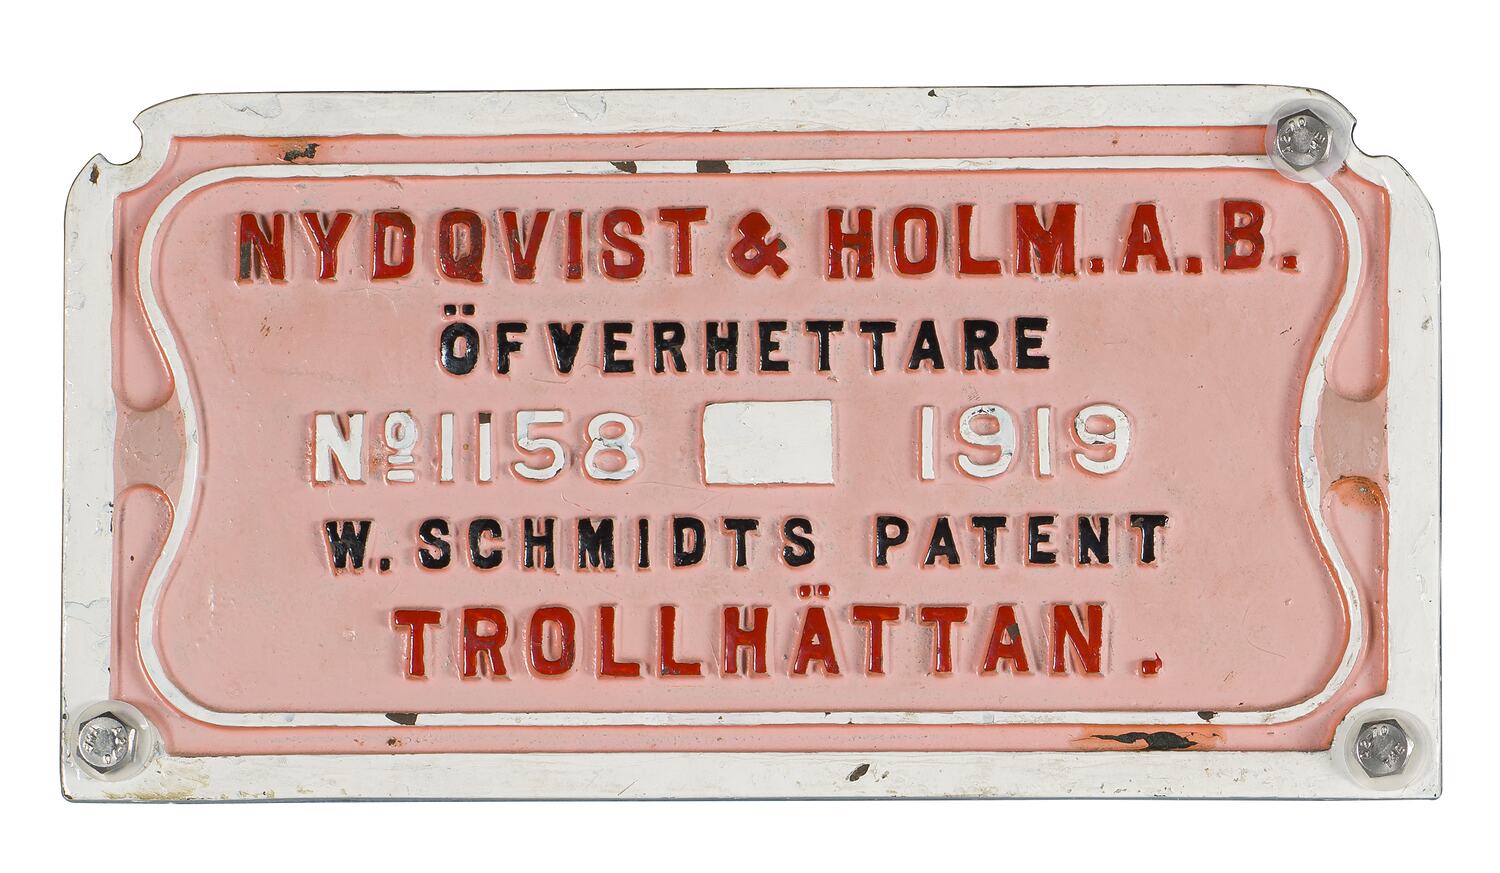 NYDQVIST & HOLM. A. B.
ÖFVERHETTARE
Nº 1158 1919
W. SCHMIDTS PATENT
TROLLHÄTTAN.